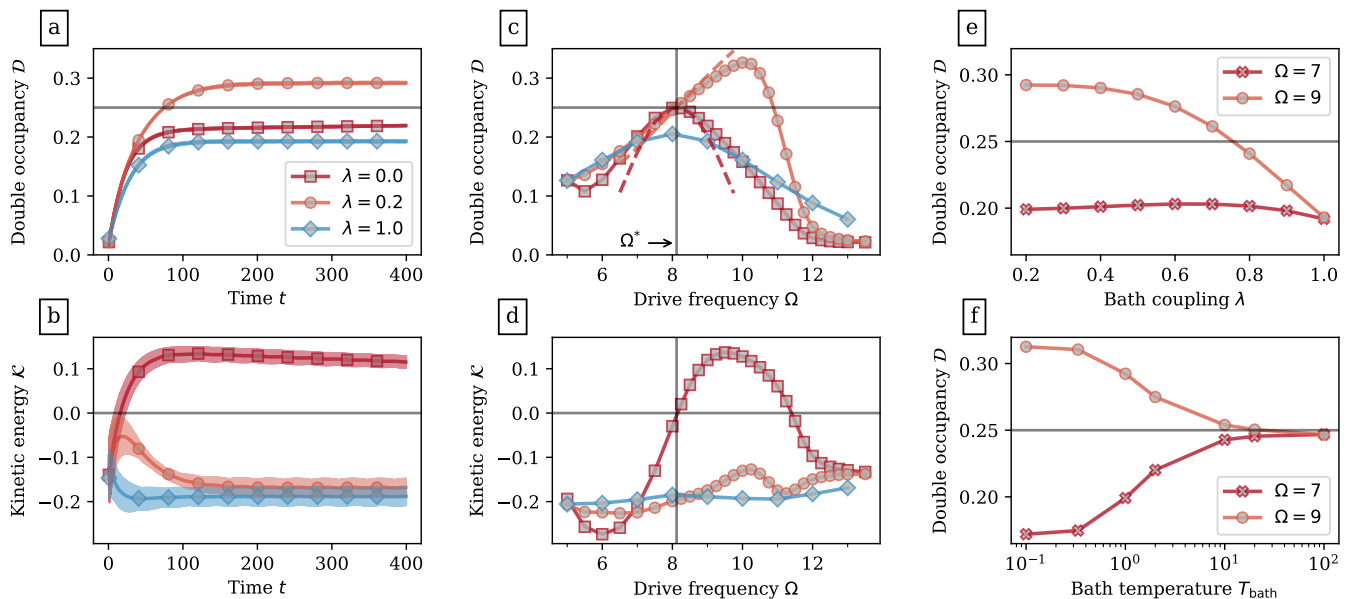 a
Double occupancy 𝒟
0.3
0.2
0.1
0.0
0
100
200
300
400
Time t
λ = 0.0
λ = 0.2
λ = 1.0
c
Double occupancy 𝒟
0.3
0.2
0.1
0.0
Ω*
6
8
10
12
Drive frequency Ω
e
Double occupancy 𝒟
0.30
0.25
0.20
Ω = 7
Ω = 9
0.2
0.4
0.6
0.8
1.0
Bath coupling λ
b
Kinetic energy 𝒦
0.1
0.0
−0.1
−0.2
0
100
200
300
400
Time t
d
Kinetic energy 𝒦
0.1
0.0
−0.1
−0.2
6
8
10
12
Drive frequency Ω
f
Double occupancy 𝒟
0.30
0.25
0.20
Ω = 7
Ω = 9
10⁻¹
10⁰
10¹
10²
Bath temperature T_bath